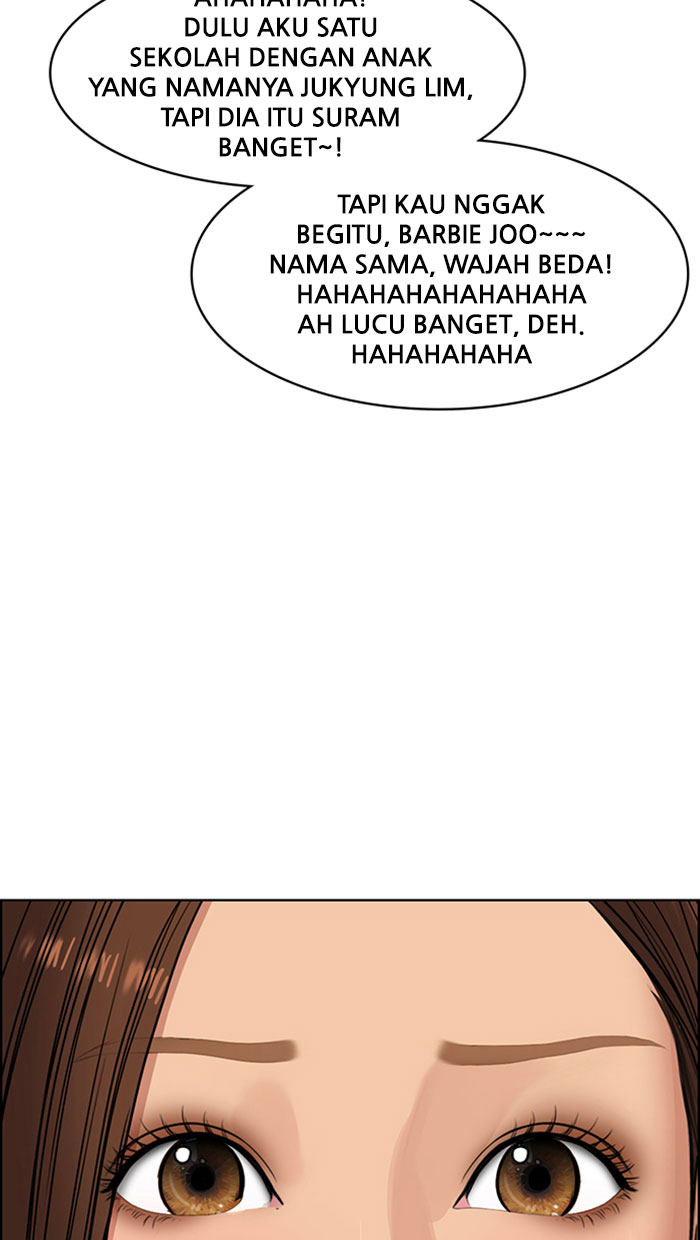 AHAHAHAHA!
DULU AKU SATU
SEKOLAH DENGAN ANAK
YANG NAMANYA JUKYUNG LIM,
TAPI DIA ITU SURAM
BANGET~!
TAPI KAU NGGAK
BEGITU, BARBIE JOO~~~
NAMA SAMA, WAJAH BEDA!
HAHAHAHAHAHAHAHA
AH LUCU BANGET, DEH.
HAHAHAHAHA